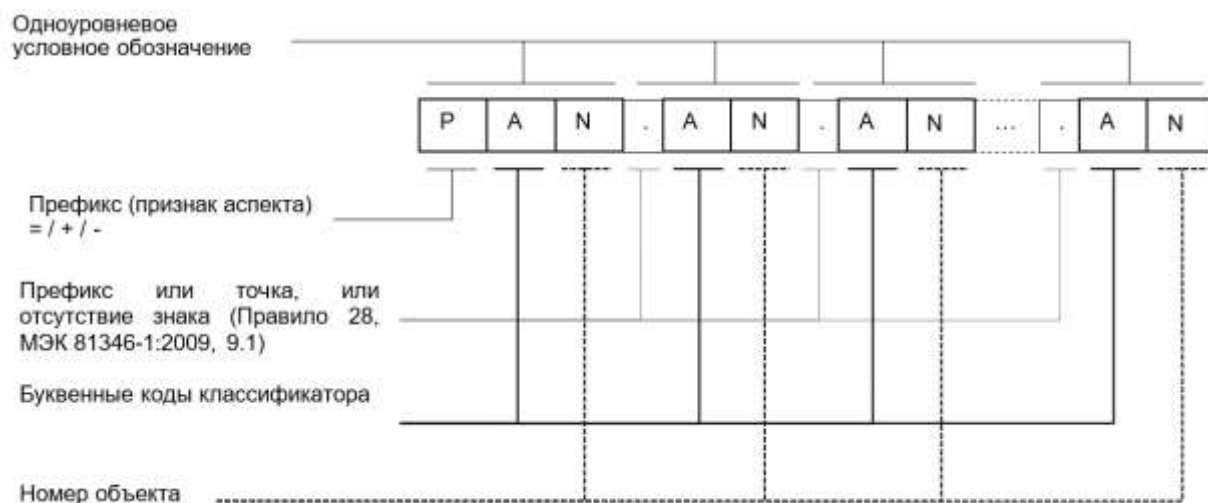 Одноуровневое
условное обозначение
P A N . A N . A N ... . A N
Префикс (признак аспекта)
= / + / -
Префикс или точка, или
отсутствие знака (Правило 28,
МЭК 81346-1:2009, 9.1)
Буквенные коды классификатора
Номер объекта